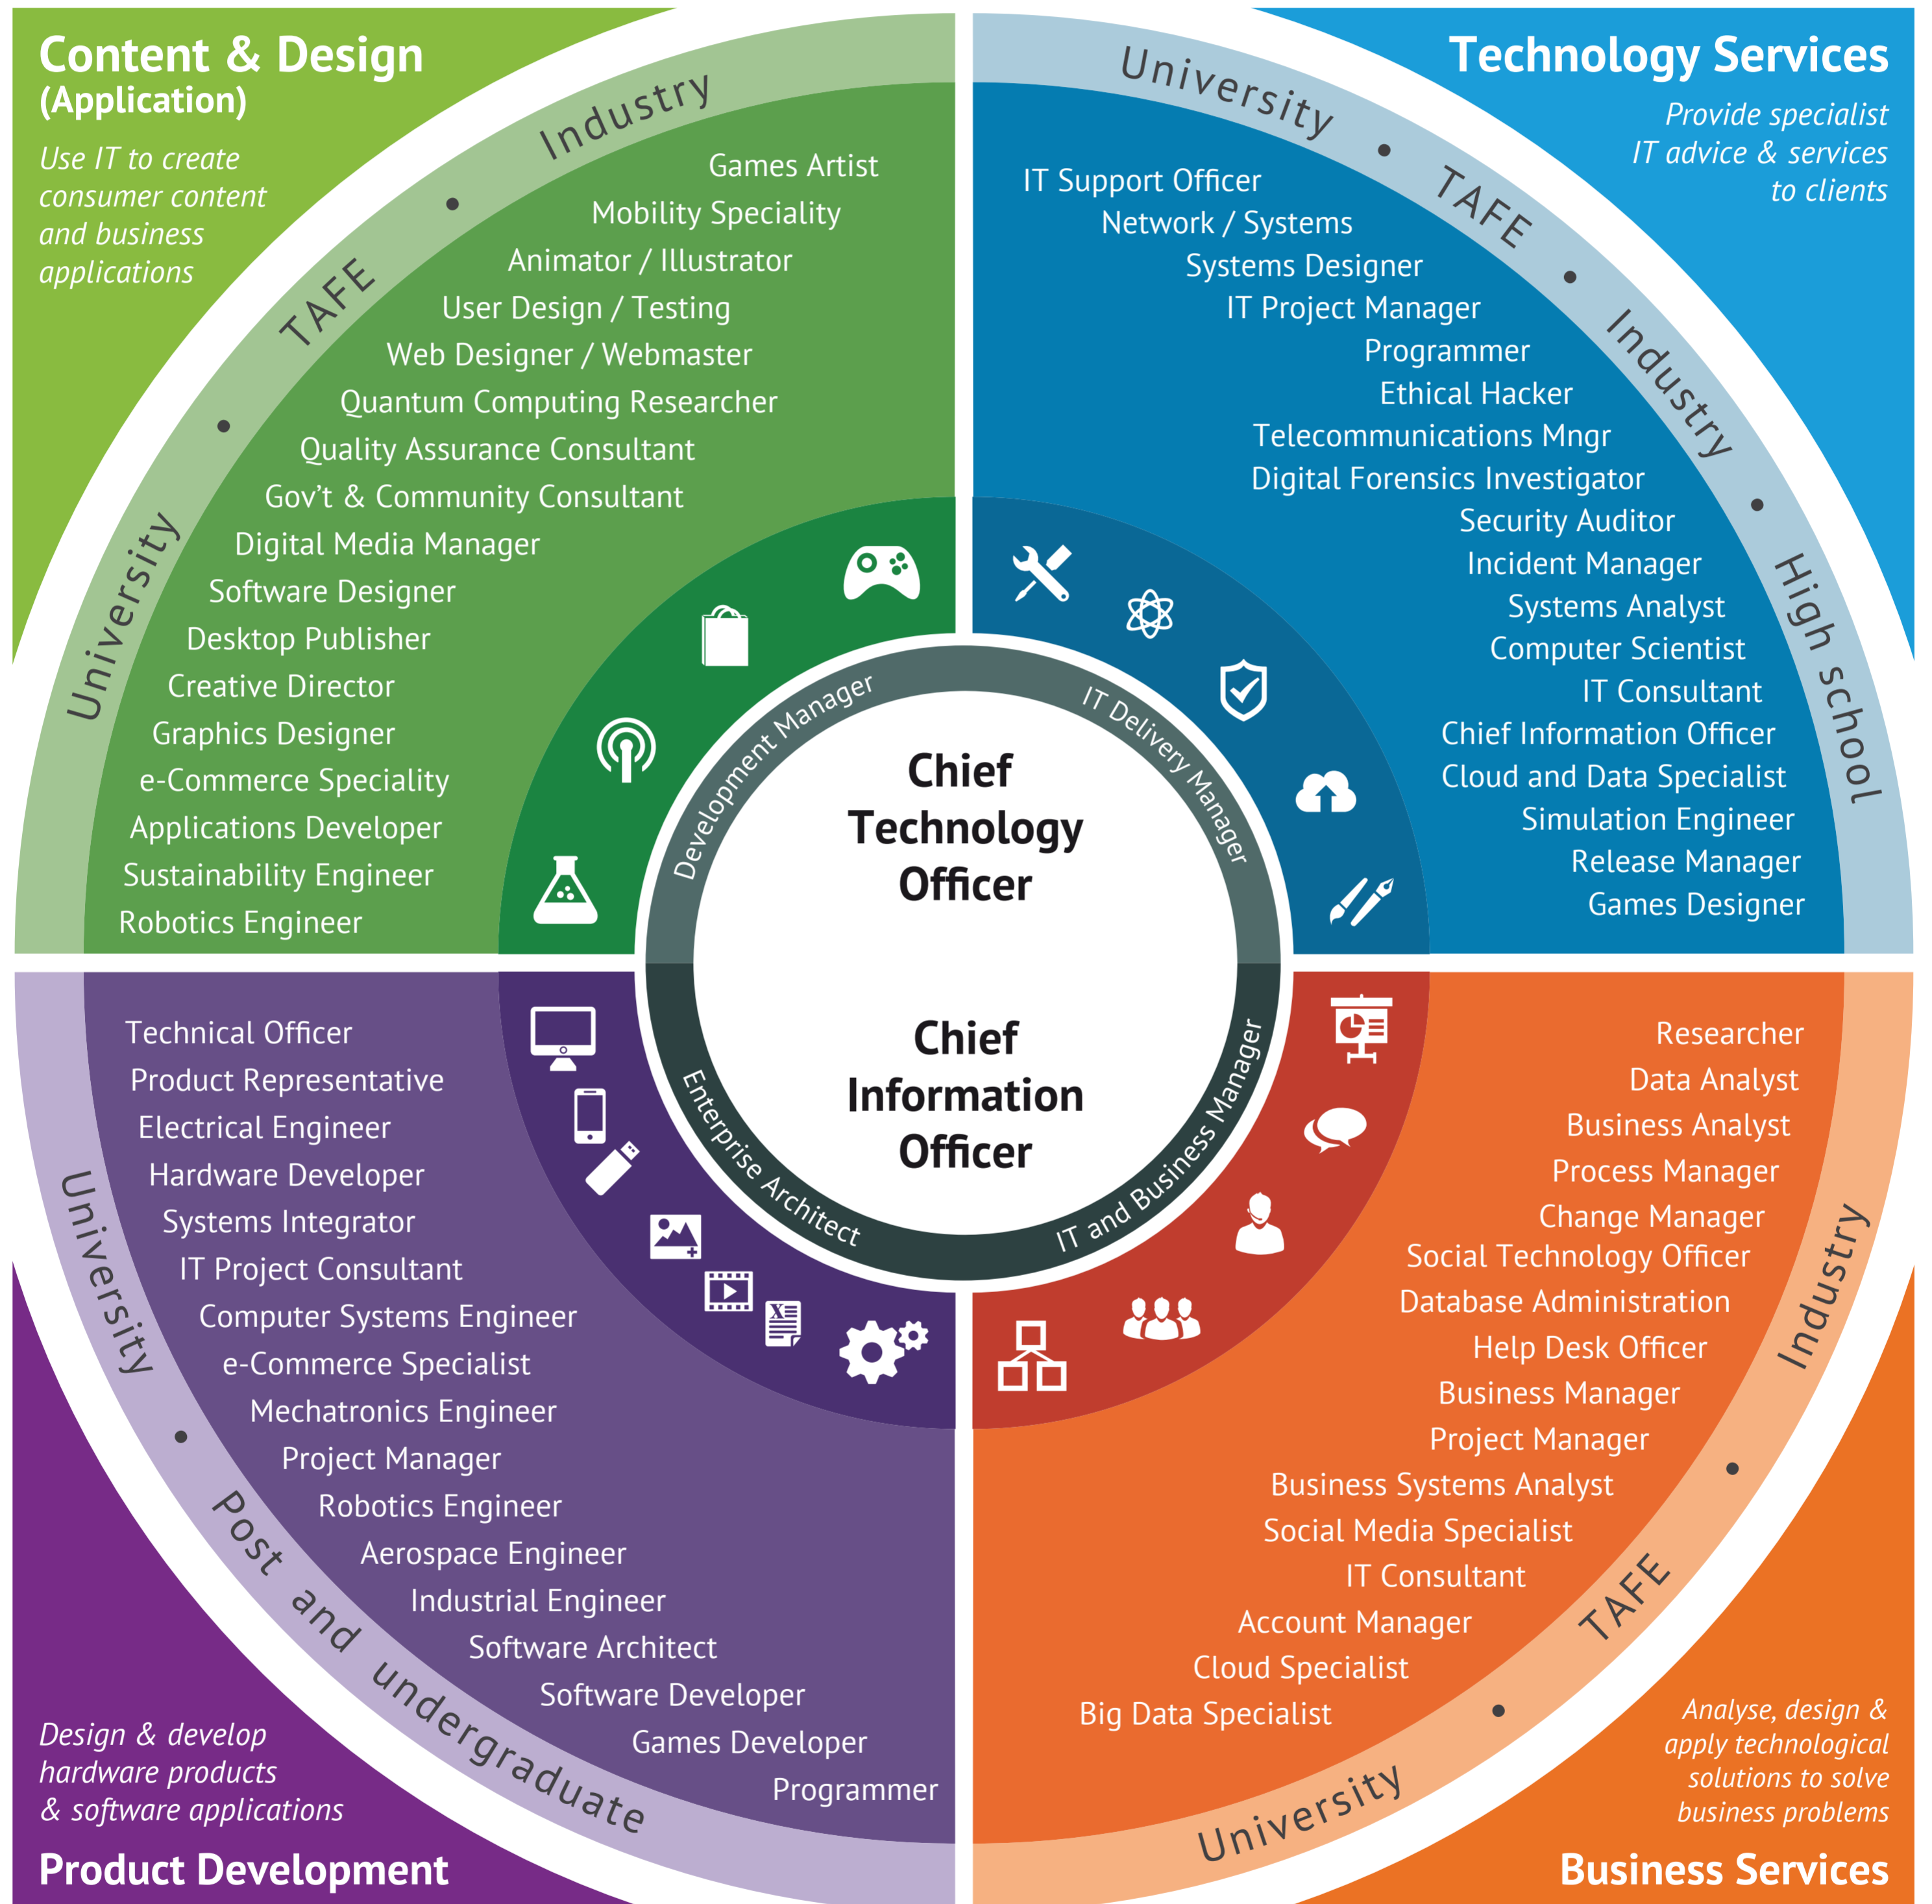 Content & Design
(Application)
Use IT to create
consumer content
and business
applications
University • TAFE • Industry
Games Artist
Mobility Speciality
Animator / Illustrator
User Design / Testing
Web Designer / Webmaster
Quantum Computing Researcher
Quality Assurance Consultant
Gov't & Community Consultant
Digital Media Manager
Software Designer
Desktop Publisher
Creative Director
Graphics Designer
e-Commerce Speciality
Applications Developer
Sustainability Engineer
Robotics Engineer
Technology Services
Provide specialist
IT advice & services
to clients
University • TAFE • Industry • High school
IT Support Officer
Network / Systems
Systems Designer
IT Project Manager
Programmer
Ethical Hacker
Telecommunications Mngr
Digital Forensics Investigator
Security Auditor
Incident Manager
Systems Analyst
Computer Scientist
IT Consultant
Chief Information Officer
Cloud and Data Specialist
Simulation Engineer
Release Manager
Games Designer
Development Manager
IT Delivery Manager
Chief
Technology
Officer
Chief
Information
Officer
Enterprise Architect
IT and Business Manager
Technical Officer
Product Representative
Electrical Engineer
Hardware Developer
Systems Integrator
IT Project Consultant
Computer Systems Engineer
e-Commerce Specialist
Mechatronics Engineer
Project Manager
Robotics Engineer
Aerospace Engineer
Industrial Engineer
Software Architect
Software Developer
Games Developer
Programmer
University • Post and undergraduate
X
Design & develop
hardware products
& software applications
Product Development
Researcher
Data Analyst
Business Analyst
Process Manager
Change Manager
Social Technology Officer
Database Administration
Help Desk Officer
Business Manager
Project Manager
Business Systems Analyst
Social Media Specialist
IT Consultant
Account Manager
Cloud Specialist
Big Data Specialist
University • TAFE • Industry
Analyse, design &
apply technological
solutions to solve
business problems
Business Services